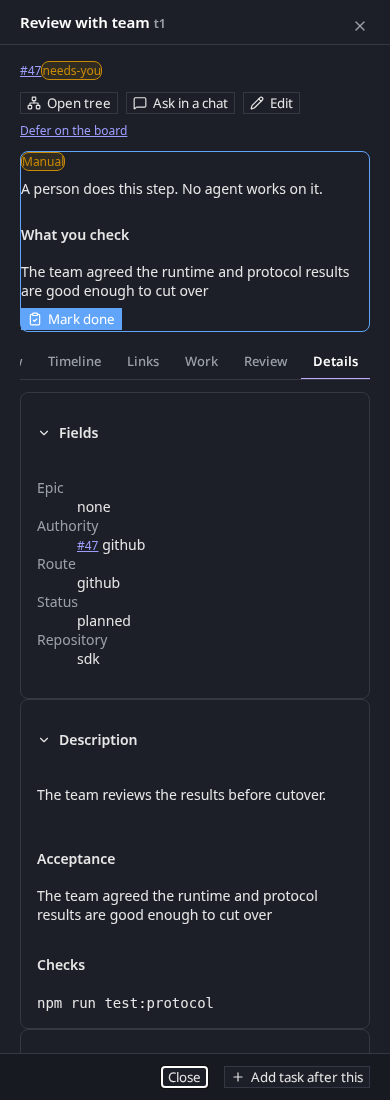 Review with team t1
#47 needs-you
Open tree Ask in a chat Edit
Defer on the board
Manual
A person does this step. No agent works on it.
What you check
The team agreed the runtime and protocol results
are good enough to cut over
Mark done
Timeline Links Work Review Details
Fields
Epic
none
Authority
#47 github
Route
github
Status
planned
Repository
sdk
Description
The team reviews the results before cutover.
Acceptance
The team agreed the runtime and protocol
results are good enough to cut over
Checks
npm run test:protocol
Close Add task after this